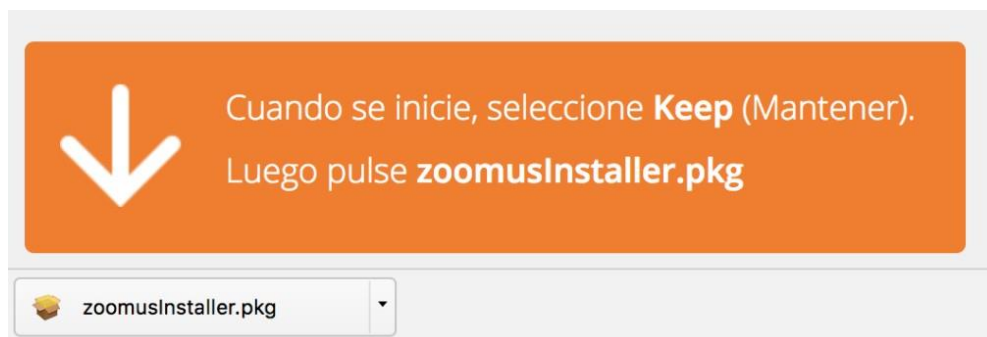 Cuando se inicie, seleccione Keep (Mantener).
Luego pulse zoomusInstaller.pkg
zoomusInstaller.pkg